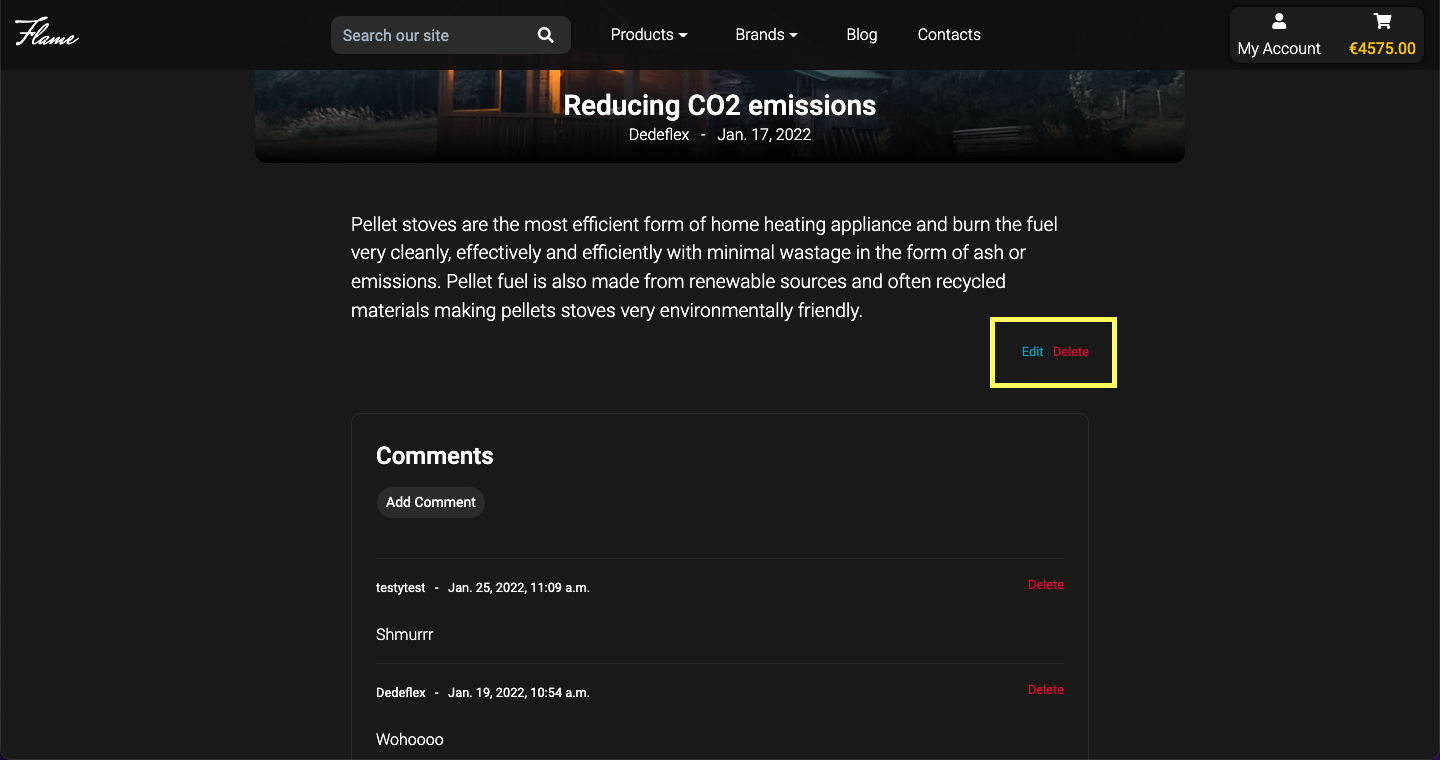 Flame
Search our site
Products
Brands
Blog
Contacts
My Account
€4575.00
Reducing CO2 emissions
Dedeflex - Jan. 17, 2022
Pellet stoves are the most efficient form of home heating appliance and burn the fuel
very cleanly, effectively and efficiently with minimal wastage in the form of ash or
emissions. Pellet fuel is also made from renewable sources and often recycled
materials making pellets stoves very environmentally friendly.
Edit | Delete
Comments
Add Comment
testytest - Jan. 25, 2022, 11:09 a.m.
Delete
Shmurrr
Dedeflex - Jan. 19, 2022, 10:54 a.m.
Delete
Wohoooo